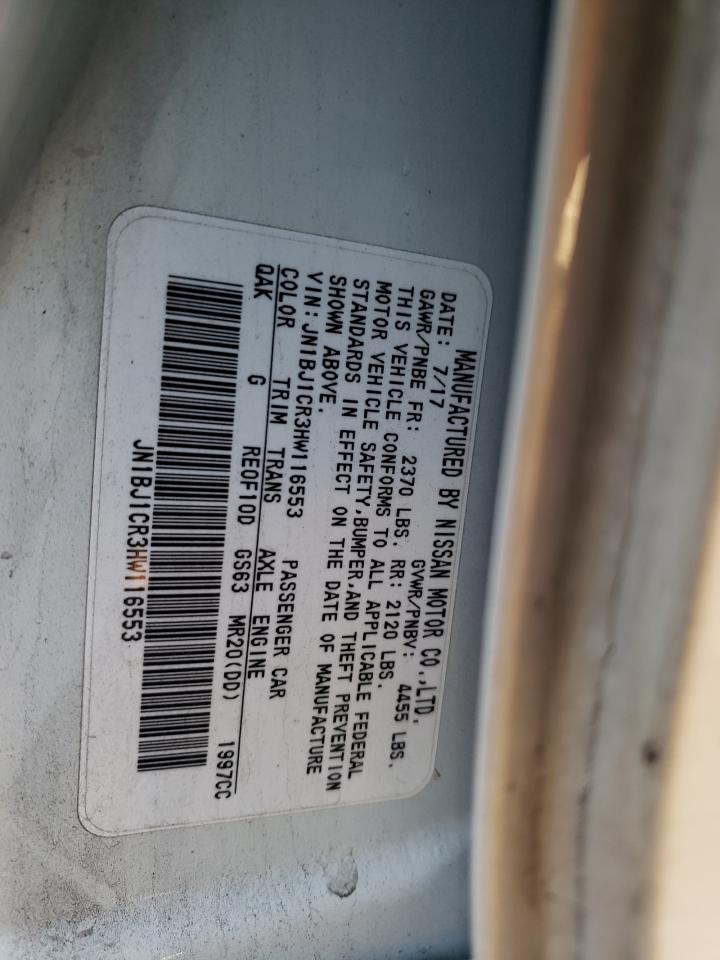 MANUFACTURED BY NISSAN MOTOR CO.,LTD.
DATE: 7/17 GVWR/PNBV: 4455 LBS.
GAWR/PNBE FR: 2370 LBS. RR: 2120 LBS.
THIS VEHICLE CONFORMS TO ALL APPLICABLE FEDERAL
MOTOR VEHICLE SAFETY,BUMPER,AND THEFT PREVENTION
STANDARDS IN EFFECT ON THE DATE OF MANUFACTURE
SHOWN ABOVE.
VIN: JN1BJ1CR3HW116553 PASSENGER CAR
COLOR TRIM TRANS AXLE ENGINE
QAK G RE0F10D GS63 MR20(DD) 1997CC
JN1BJ1CR3HW116553